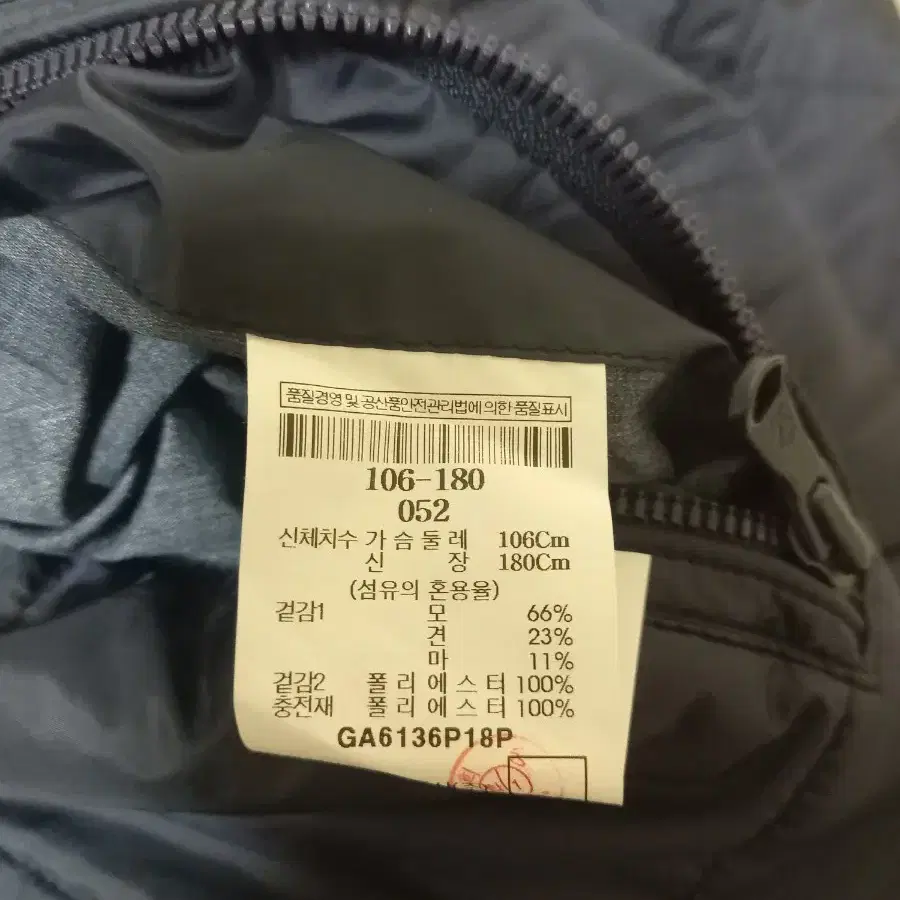 품질경영 및 공산품안전관리법에 의한 품질표시
106-180
052
신체치수 가 슴 둘 레 106Cm
신 장 180Cm
(섬유의 혼용율)
겉감1 모 66%
견 23%
마 11%
겉감2 폴 리 에 스 터 100%
충전재 폴 리 에 스 터 100%
GA6136P18P